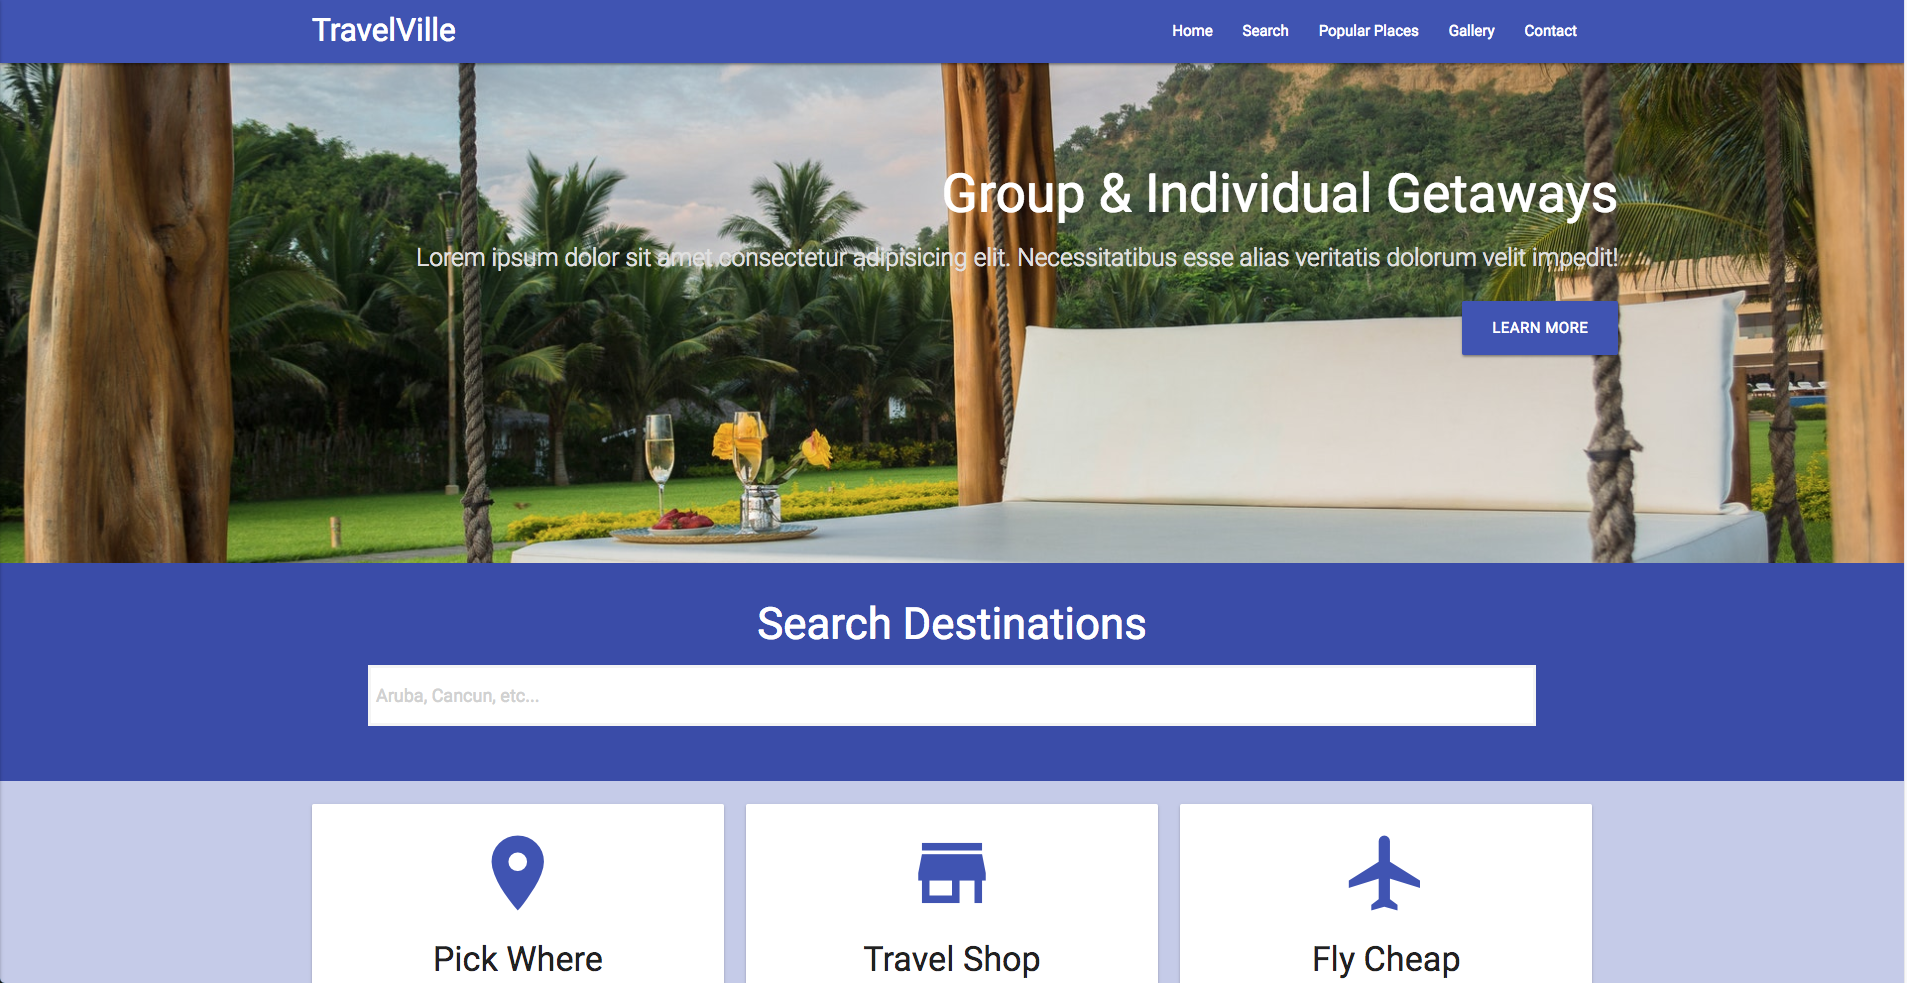 TravelVille
Home Search Popular Places Gallery Contact
Group & Individual Getaways
Lorem ipsum dolor sit amet consectetur adipisicing elit. Necessitatibus esse alias veritatis dolorum velit impedit!
LEARN MORE
Search Destinations
Aruba, Cancun, etc...
Pick Where
Travel Shop
Fly Cheap